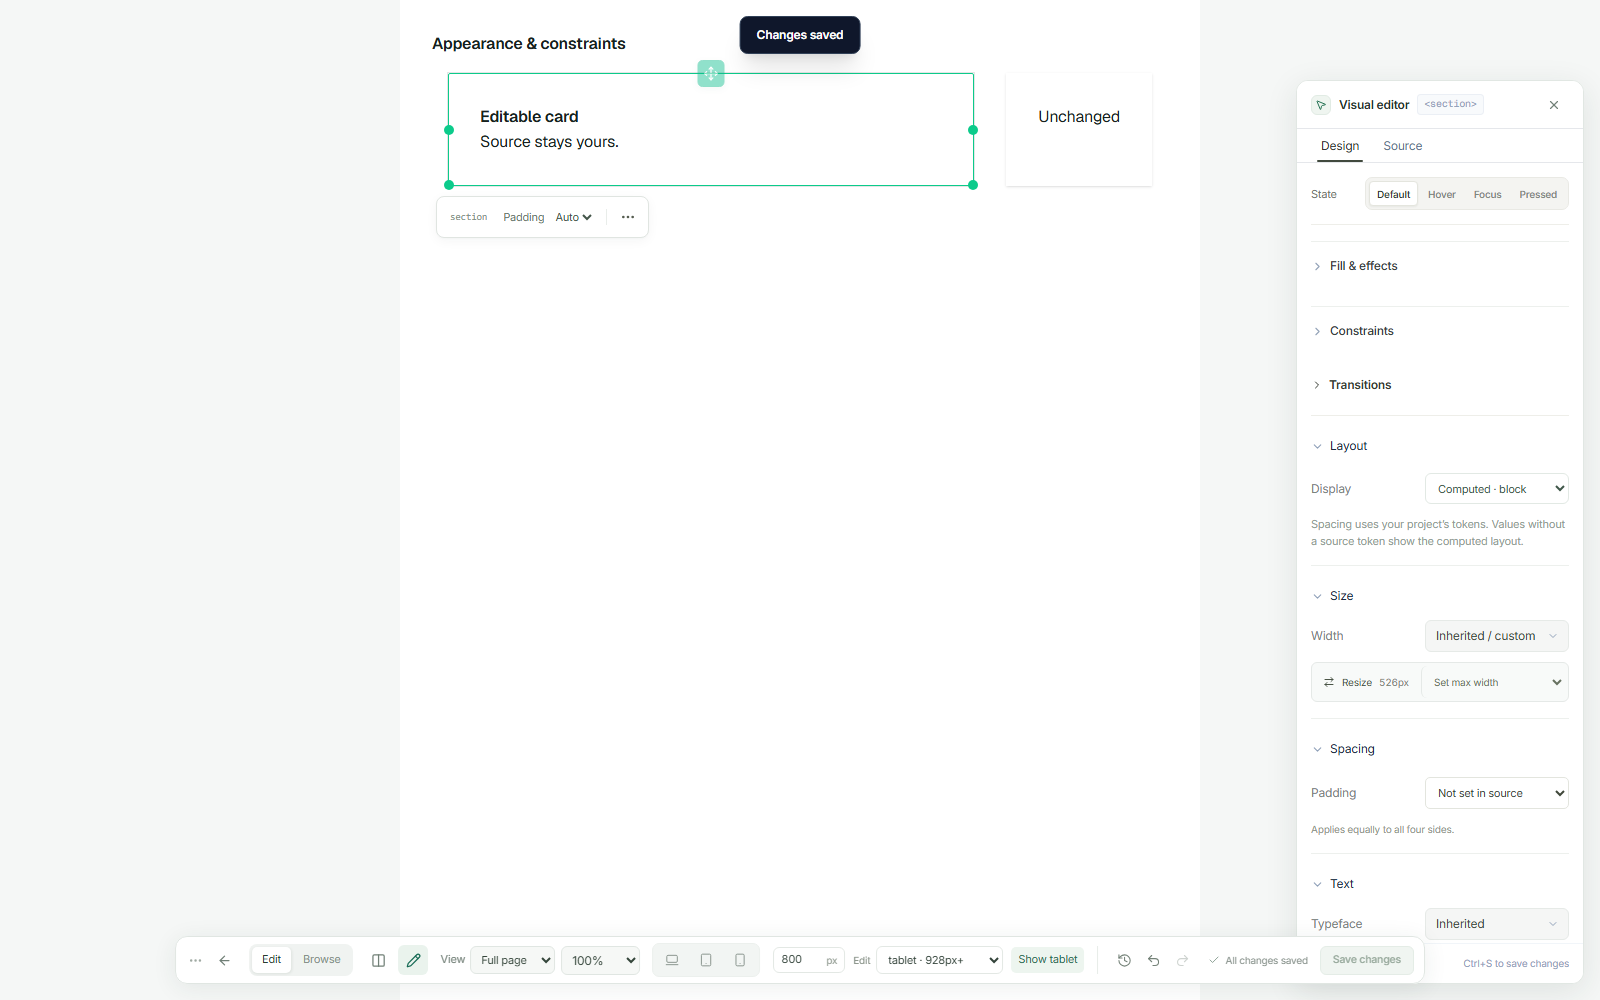 Changes saved
Appearance & constraints
Editable card
Source stays yours.
Unchanged
section Padding Auto
Visual editor <section>
Design Source
State Default Hover Focus Pressed
Fill & effects
Constraints
Transitions
Layout
Display Computed · block
Spacing uses your project's tokens. Values without
a source token show the computed layout.
Size
Width Inherited / custom
Resize 526px Set max width
Spacing
Padding Not set in source
Applies equally to all four sides.
Text
Typeface Inherited
Edit Browse View Full page 100% 800 px Edit tablet · 928px+ Show tablet All changes saved Save changes
Ctrl+S to save changes